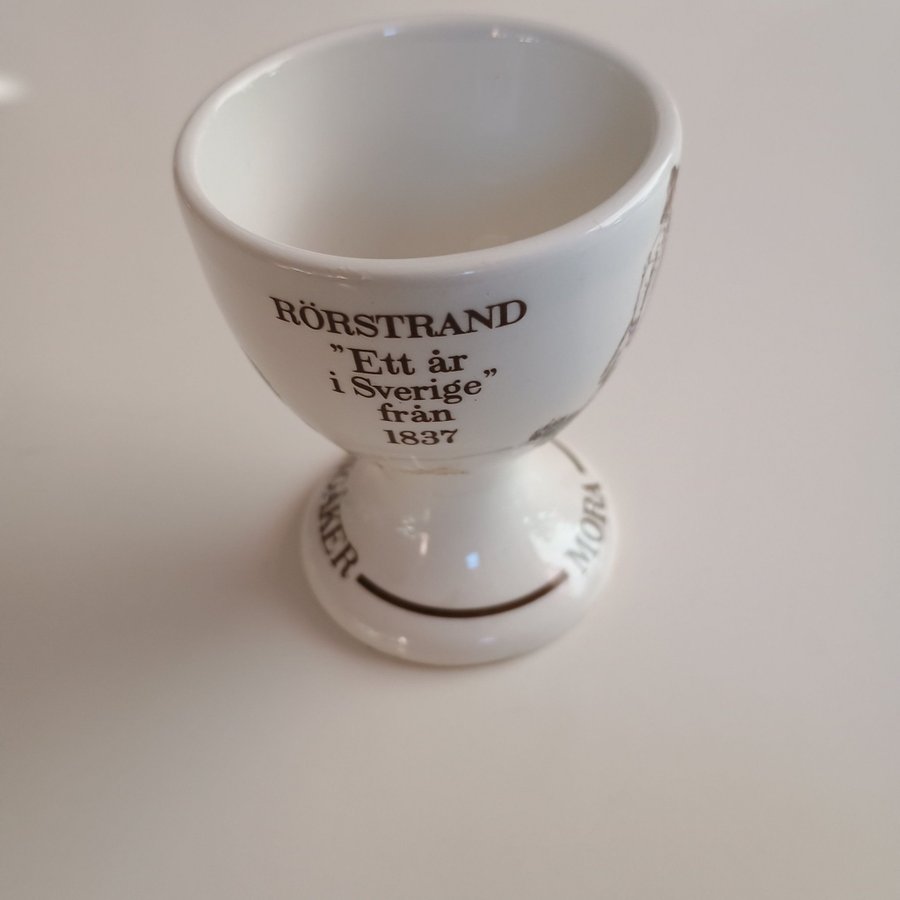 RÖRSTRAND
”Ett år
i Sverige”
från
1837
MORA